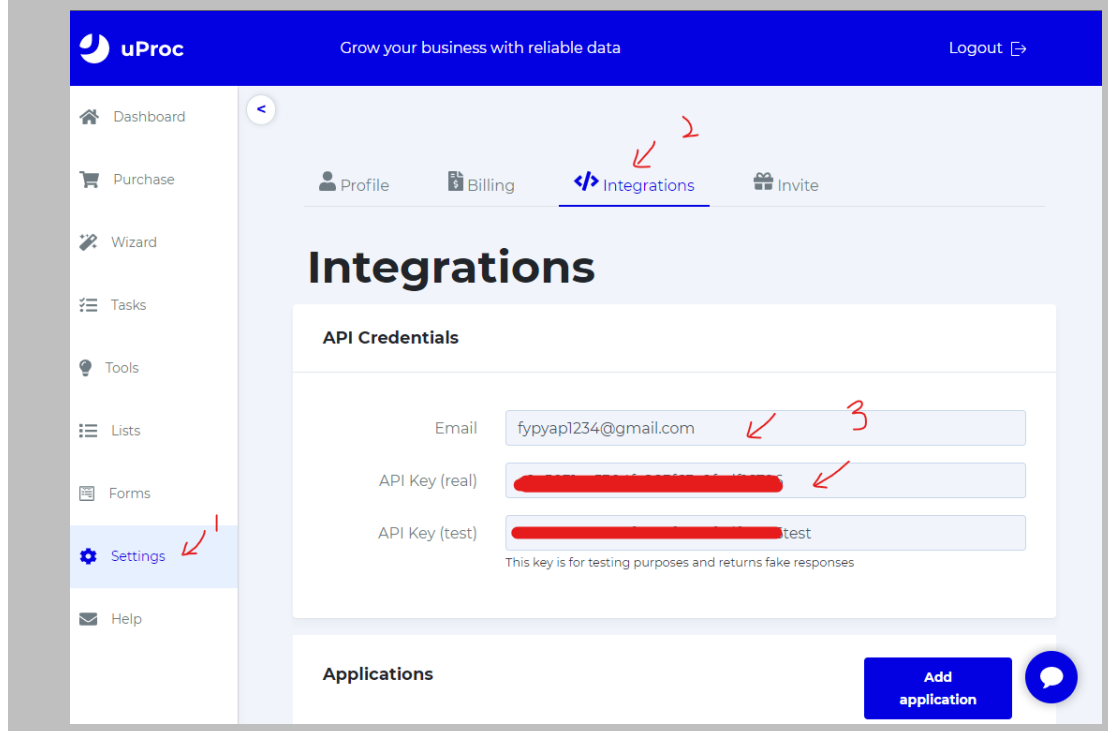 uProc
Grow your business with reliable data
Logout
Dashboard
Purchase
Wizard
Tasks
Tools
Lists
Forms
Settings
1
Help
<
2
Profile
Billing
</> Integrations
Invite
Integrations
API Credentials
Email
fypyap1234@gmail.com
3
API Key (real)
API Key (test)
test
This key is for testing purposes and returns fake responses
Applications
Add
application